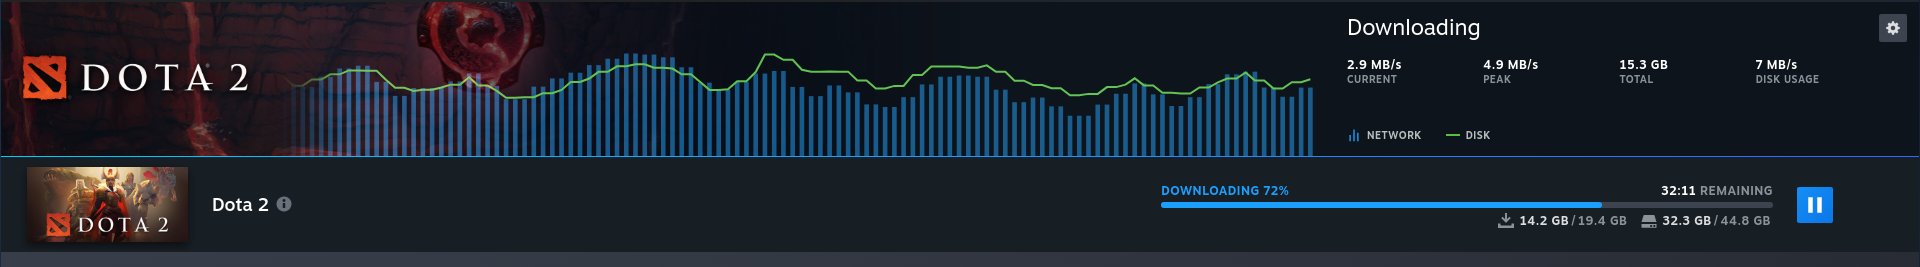 DOTA 2
Downloading
2.9 MB/s 4.9 MB/s 15.3 GB 7 MB/s
CURRENT PEAK TOTAL DISK USAGE
NETWORK DISK
DOTA 2
Dota 2
DOWNLOADING 72% 32:11 REMAINING
14.2 GB / 19.4 GB 32.3 GB / 44.8 GB